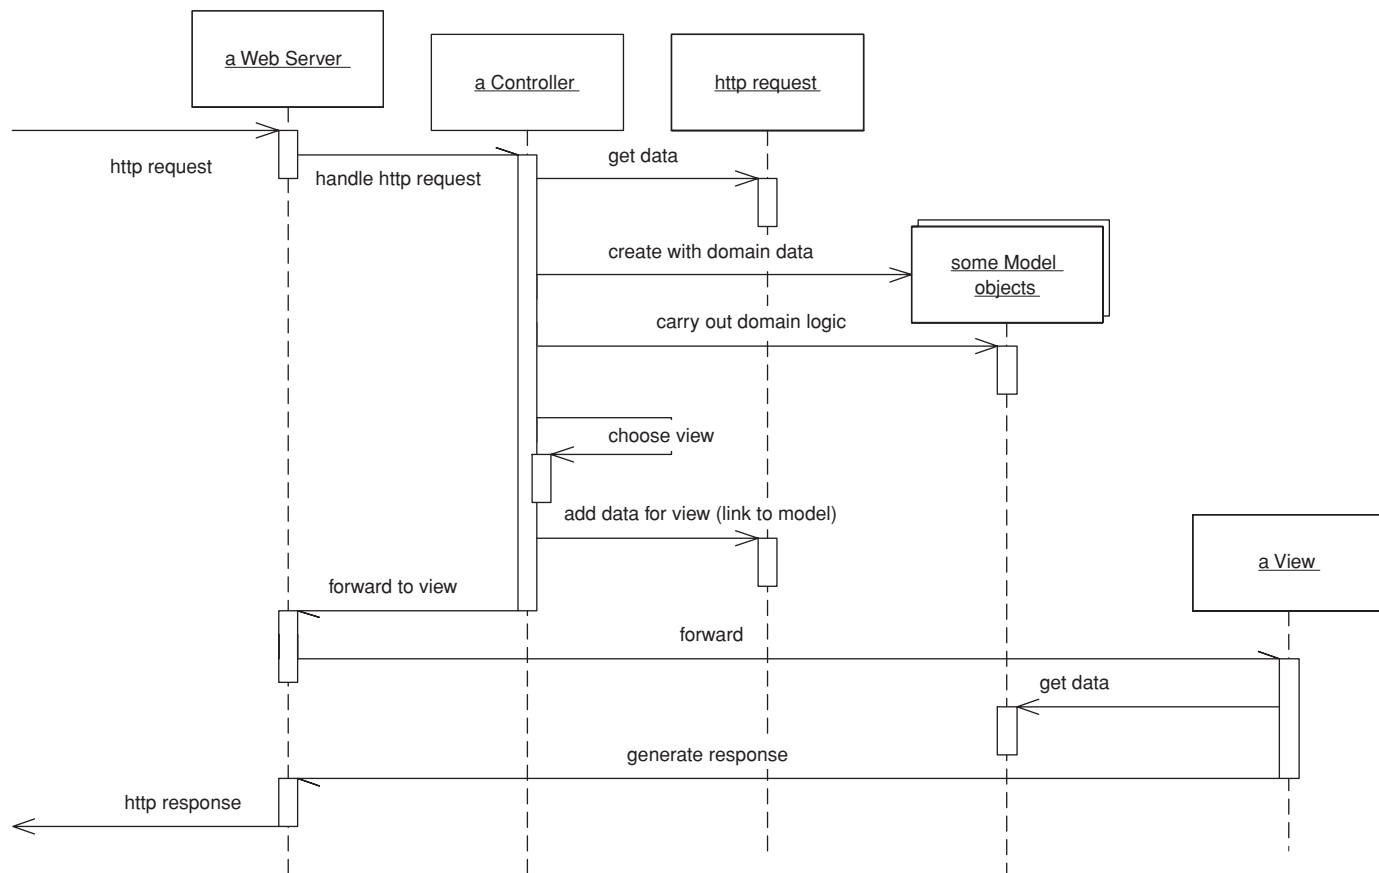 a Web Server
a Controller
http request
http request
handle http request
get data
create with domain data
some Model
objects
carry out domain logic
choose view
add data for view (link to model)
a View
forward to view
forward
get data
generate response
http response